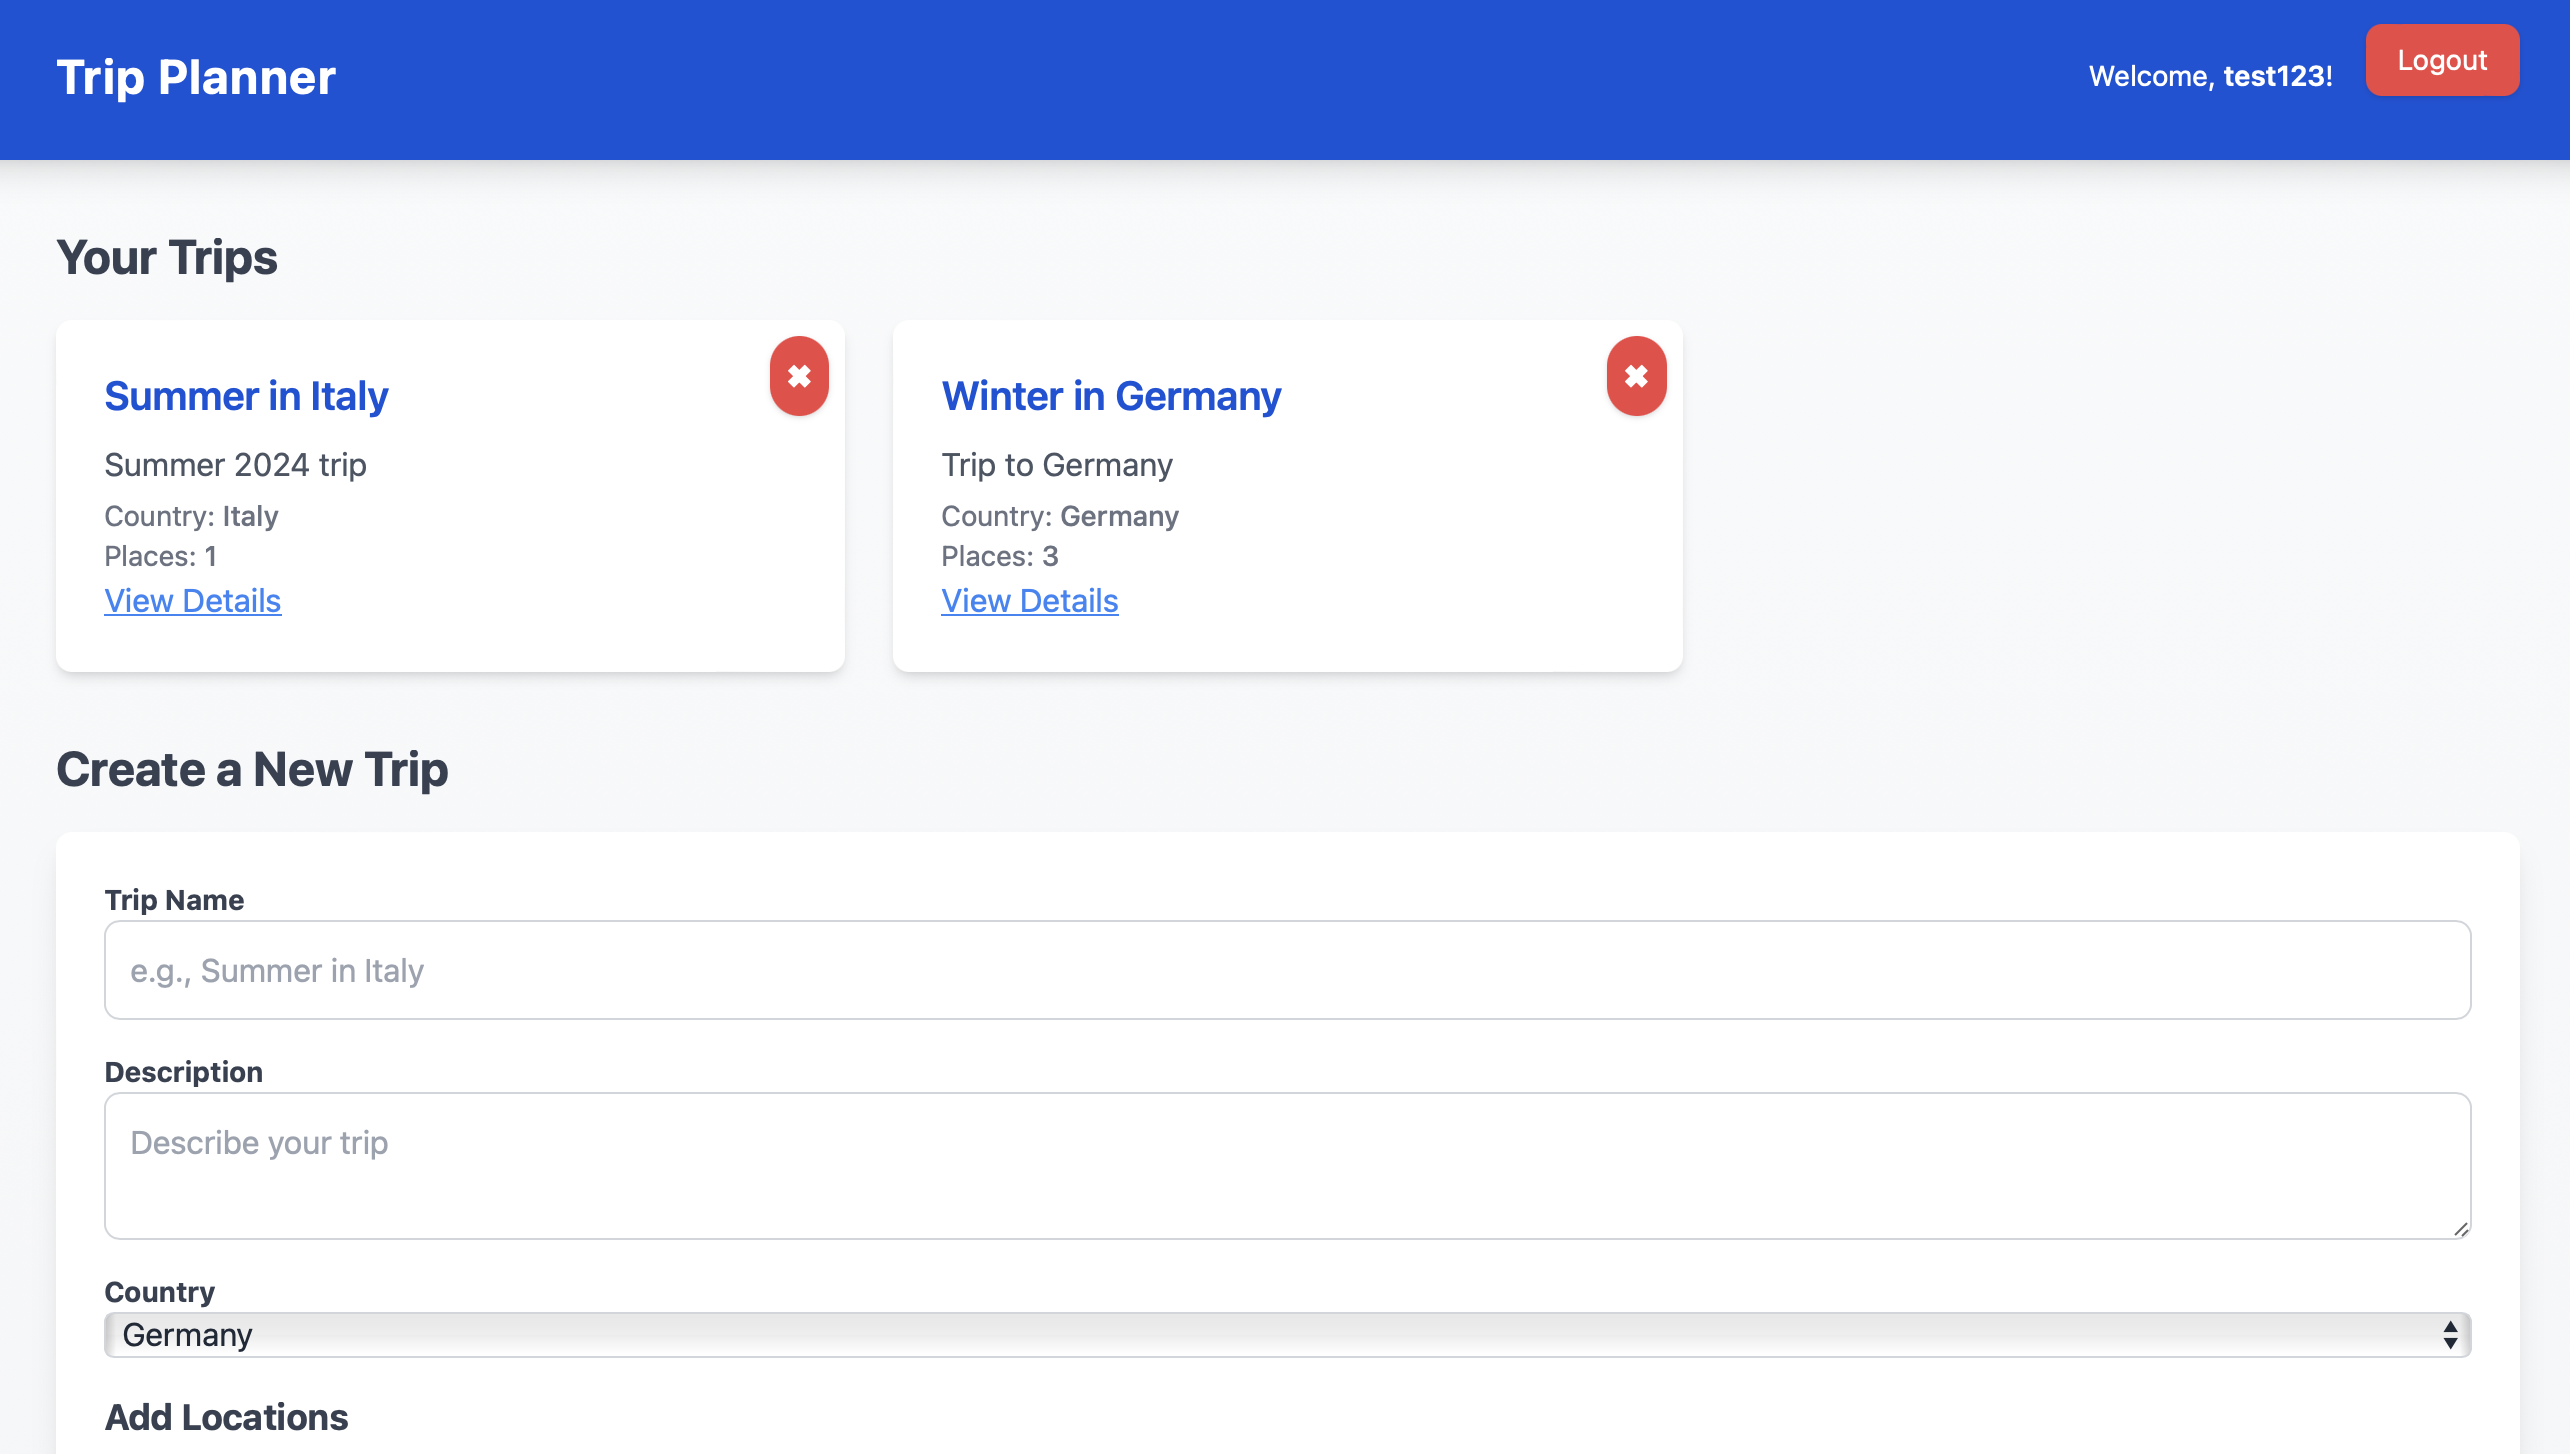 Trip Planner
Welcome, test123!
Logout
Your Trips
Summer in Italy
✖
Summer 2024 trip
Country: Italy
Places: 1
View Details
Winter in Germany
✖
Trip to Germany
Country: Germany
Places: 3
View Details
Create a New Trip
Trip Name
e.g., Summer in Italy
Description
Describe your trip
Country
Germany
Add Locations